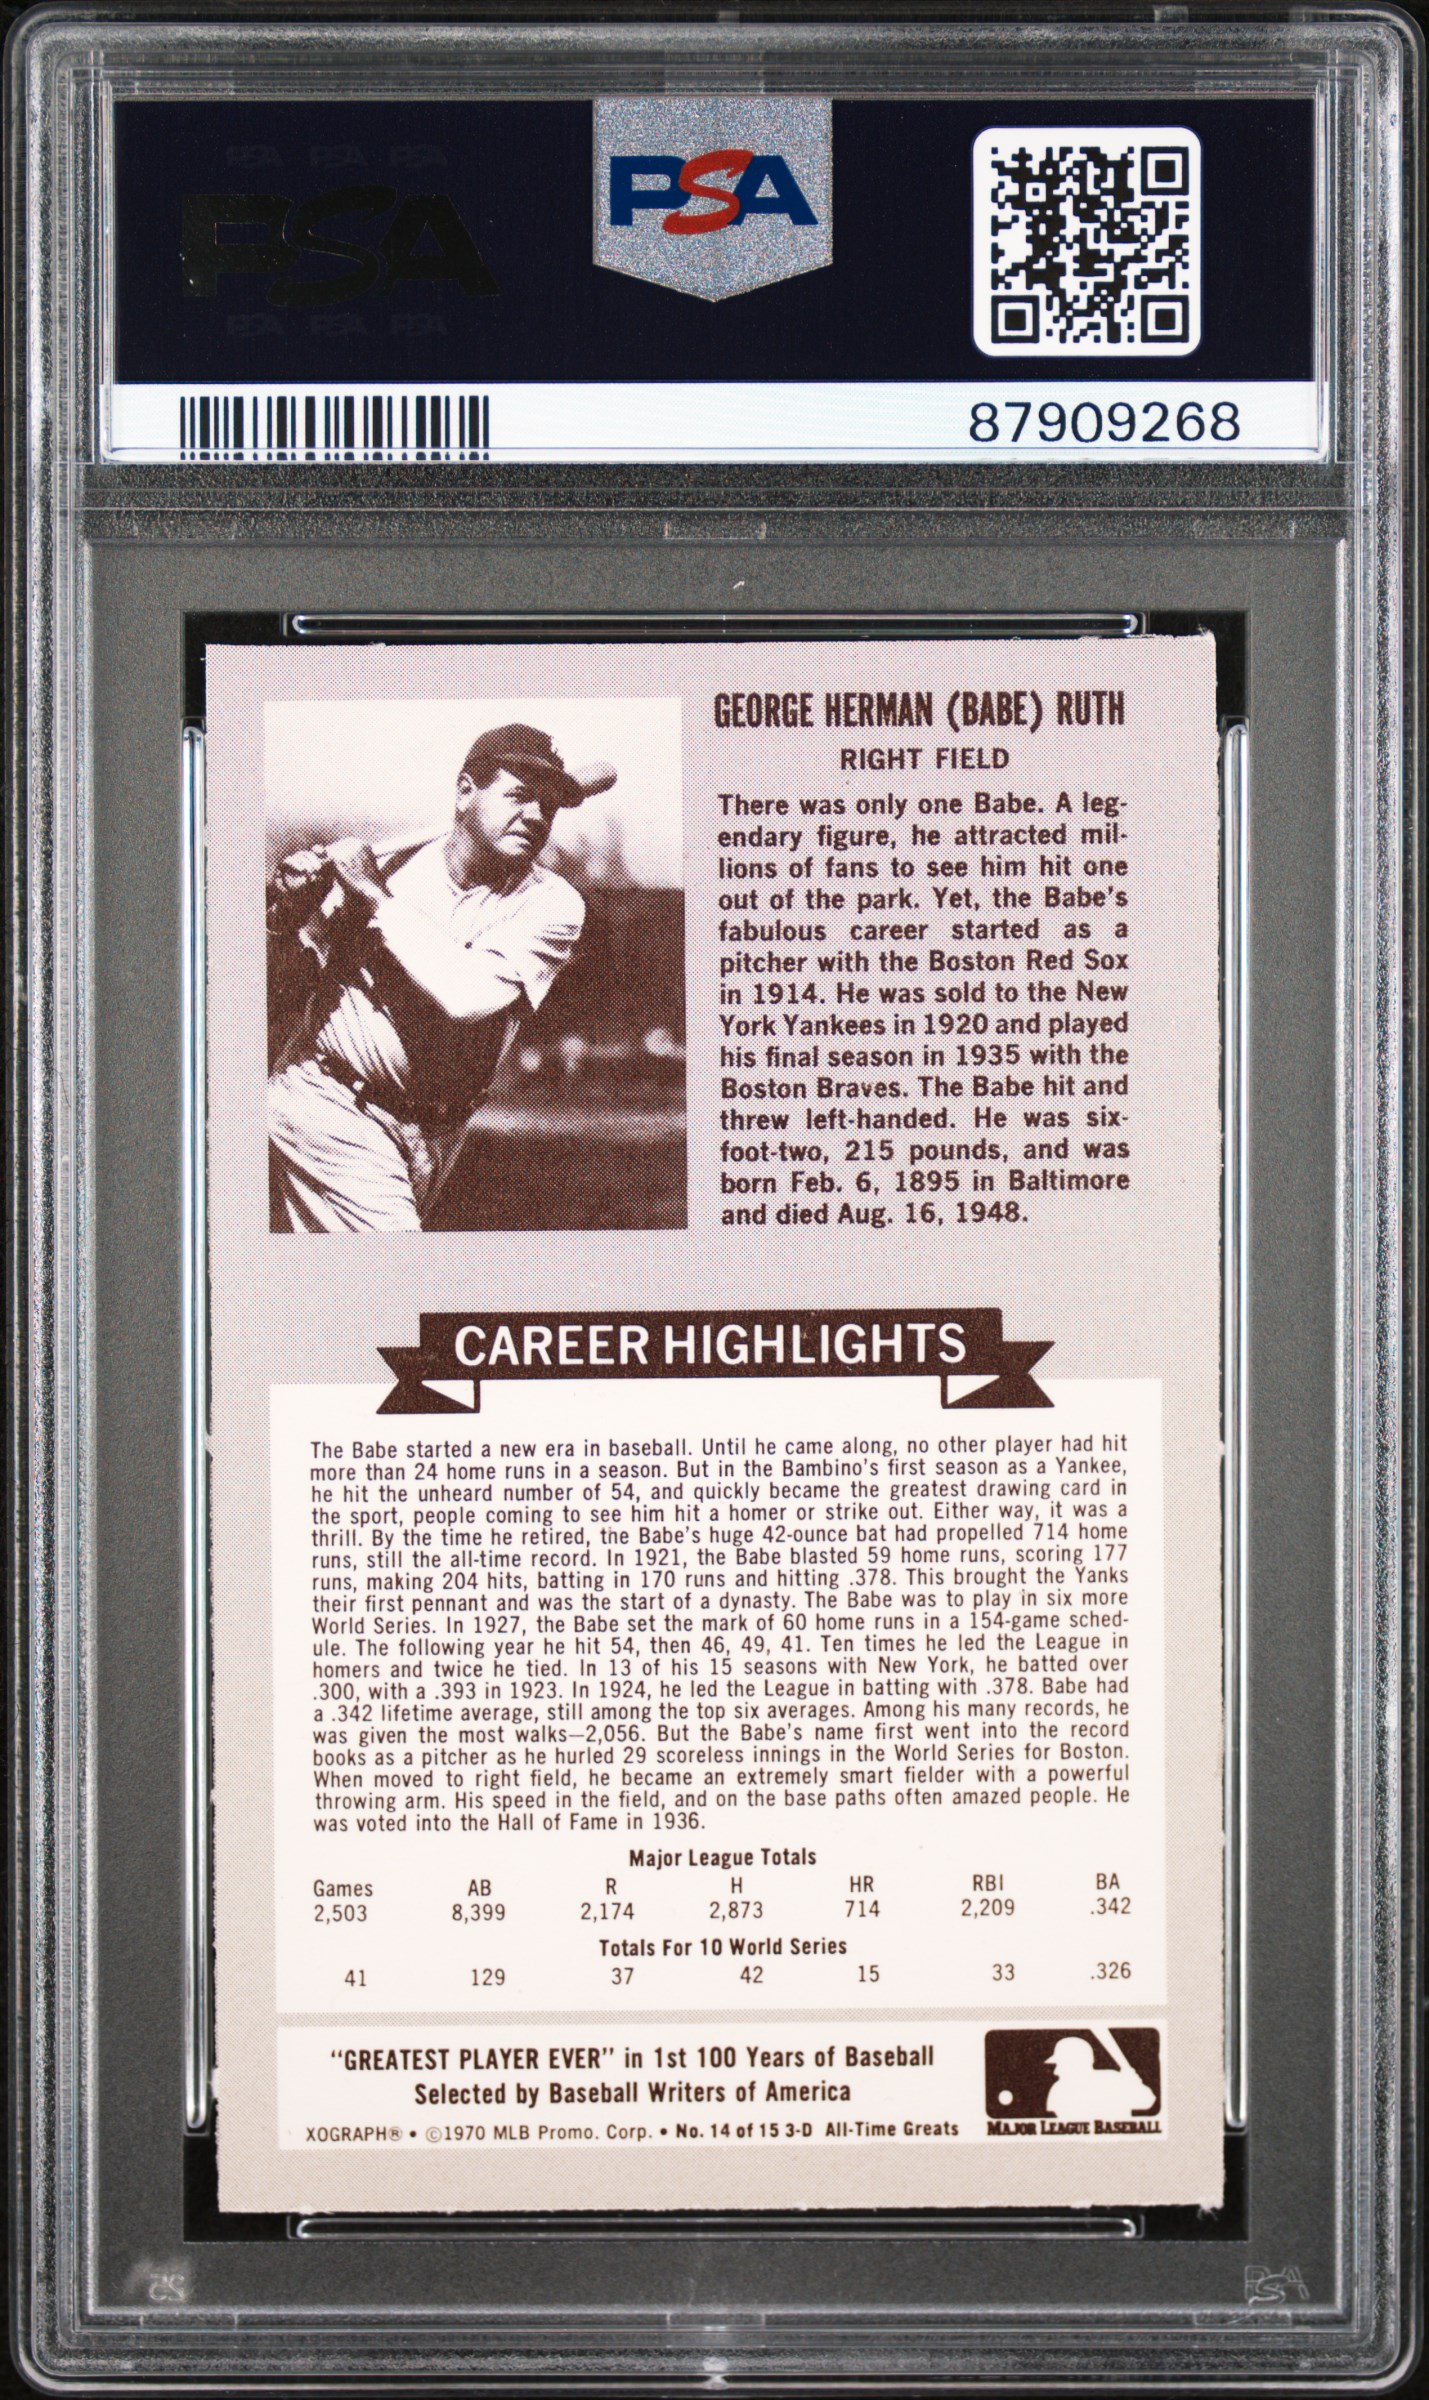 PSA PSA PSA
PSA
PSA PSA PSA
PSA
87909268
GEORGE HERMAN (BABE) RUTH
RIGHT FIELD
There was only one Babe. A leg-
endary figure, he attracted mil-
lions of fans to see him hit one
out of the park. Yet, the Babe's
fabulous career started as a
pitcher with the Boston Red Sox
in 1914. He was sold to the New
York Yankees in 1920 and played
his final season in 1935 with the
Boston Braves. The Babe hit and
threw left-handed. He was six-
foot-two, 215 pounds, and was
born Feb. 6, 1895 in Baltimore
and died Aug. 16, 1948.
CAREER HIGHLIGHTS
The Babe started a new era in baseball. Until he came along, no other player had hit
more than 24 home runs in a season. But in the Bambino's first season as a Yankee,
he hit the unheard number of 54, and quickly became the greatest drawing card in
the sport, people coming to see him hit a homer or strike out. Either way, it was a
thrill. By the time he retired, the Babe's huge 42-ounce bat had propelled 714 home
runs, still the all-time record. In 1921, the Babe blasted 59 home runs, scoring 177
runs, making 204 hits, batting in 170 runs and hitting .378. This brought the Yanks
their first pennant and was the start of a dynasty. The Babe was to play in six more
World Series. In 1927, the Babe set the mark of 60 home runs in a 154-game sched-
ule. The following year he hit 54, then 46, 49, 41. Ten times he led the League in
homers and twice he tied. In 13 of his 15 seasons with New York, he batted over
.300, with a .393 in 1923. In 1924, he led the League in batting with .378. Babe had
a .342 lifetime average, still among the top six averages. Among his many records, he
was given the most walks—2,056. But the Babe's name first went into the record
books as a pitcher as he hurled 29 scoreless innings in the World Series for Boston.
When moved to right field, he became an extremely smart fielder with a powerful
throwing arm. His speed in the field, and on the base paths often amazed people. He
was voted into the Hall of Fame in 1936.
Major League Totals
Games AB R H HR RBI BA
2,503 8,399 2,174 2,873 714 2,209 .342
Totals For 10 World Series
41 129 37 42 15 33 .326
"GREATEST PLAYER EVER" in 1st 100 Years of Baseball
Selected by Baseball Writers of America
XOGRAPH® • ©1970 MLB Promo. Corp. • No. 14 of 15 3-D All-Time Greats
MAJOR LEAGUE BASEBALL
PSA